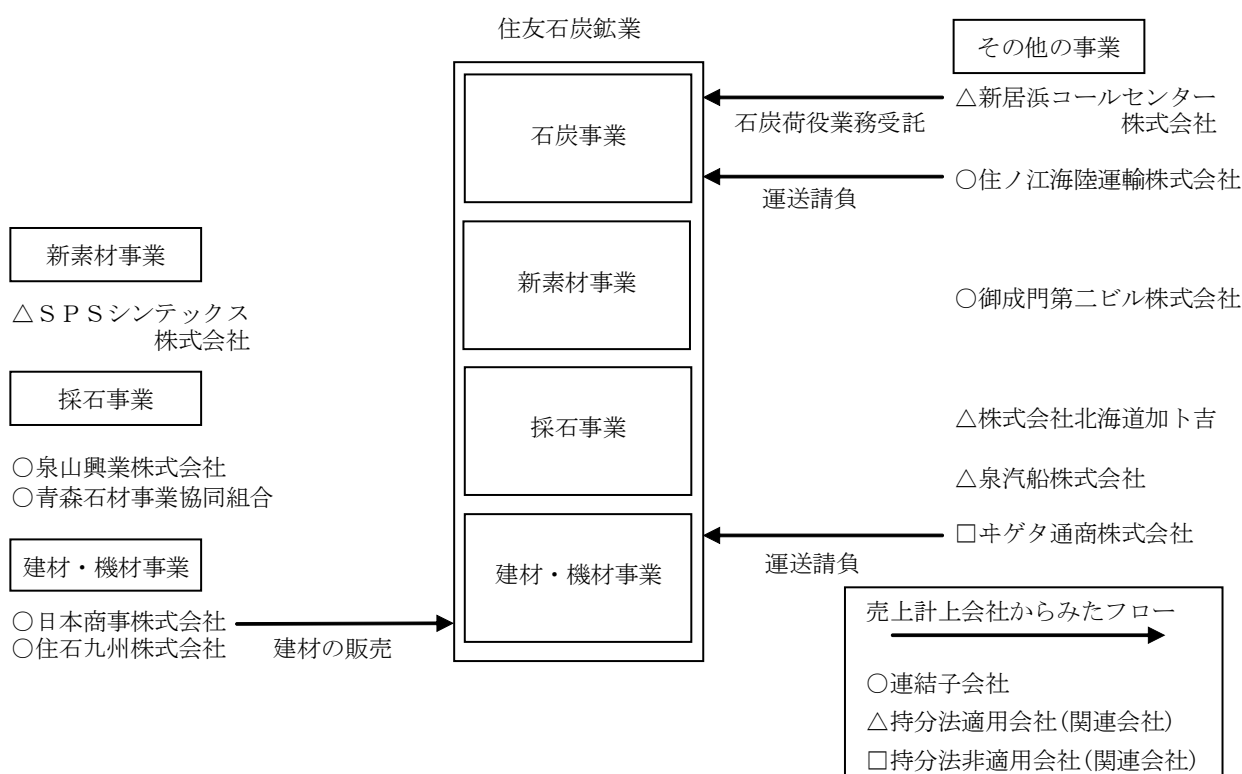 住友石炭鉱業
石炭事業
新素材事業
採石事業
建材・機材事業
新素材事業
△ＳＰＳシンテックス
株式会社
採石事業
○泉山興業株式会社
○青森石材事業協同組合
建材・機材事業
○日本商事株式会社
○住石九州株式会社
建材の販売
その他の事業
△新居浜コールセンター
株式会社
石炭荷役業務受託
○住ノ江海陸運輸株式会社
運送請負
○御成門第二ビル株式会社
△株式会社北海道加ト吉
△泉汽船株式会社
□ヰゲタ通商株式会社
運送請負
売上計上会社からみたフロー
○連結子会社
△持分法適用会社(関連会社)
□持分法非適用会社(関連会社)